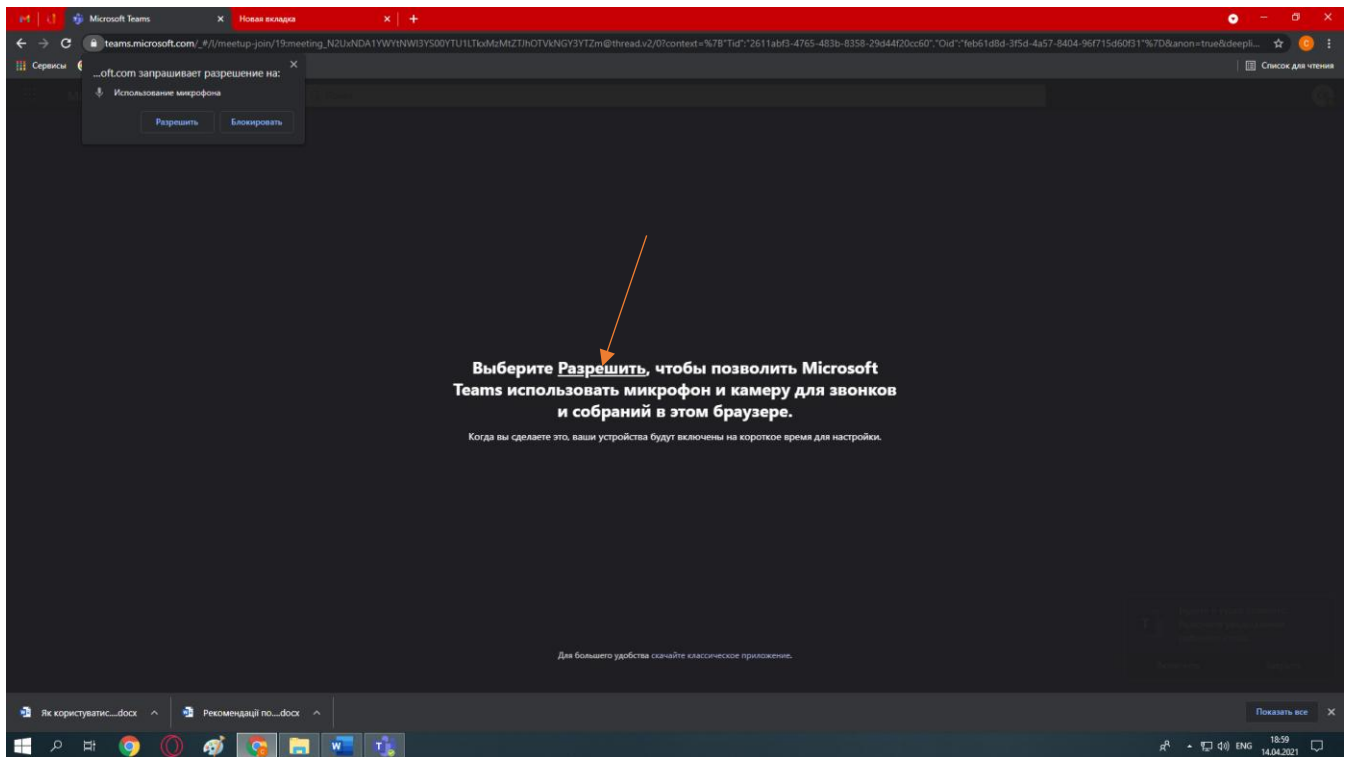 Microsoft Teams
Новая вкладка
teams.microsoft.com/_#/l/meetup-join/19:meeting_N2UxNDA1YWYtNWI3YS00YTU1LTkxMzMtZTJhOTVkNGY3YTZm@thread.v2/0?context=%7B"Tid":"2611abf3-4765-483b-8358-29d44f20cc60","Oid":"feb61d8d-3f5d-4a57-8404-96f715d60f31"%7D&anon=true&deepli...
Сервисы
Список для чтения
...oft.com запрашивает разрешение на:
Использование микрофона
Разрешить Блокировать
Выберите Разрешить, чтобы позволить Microsoft
Teams использовать микрофон и камеру для звонков
и собраний в этом браузере.
Когда вы сделаете это, ваши устройства будут включены на короткое время для настройки.
Для большего удобства скачайте классическое приложение.
Як користуватис....docx
Рекомендації по....docx
Показать все
ENG
18:59
14.04.2021